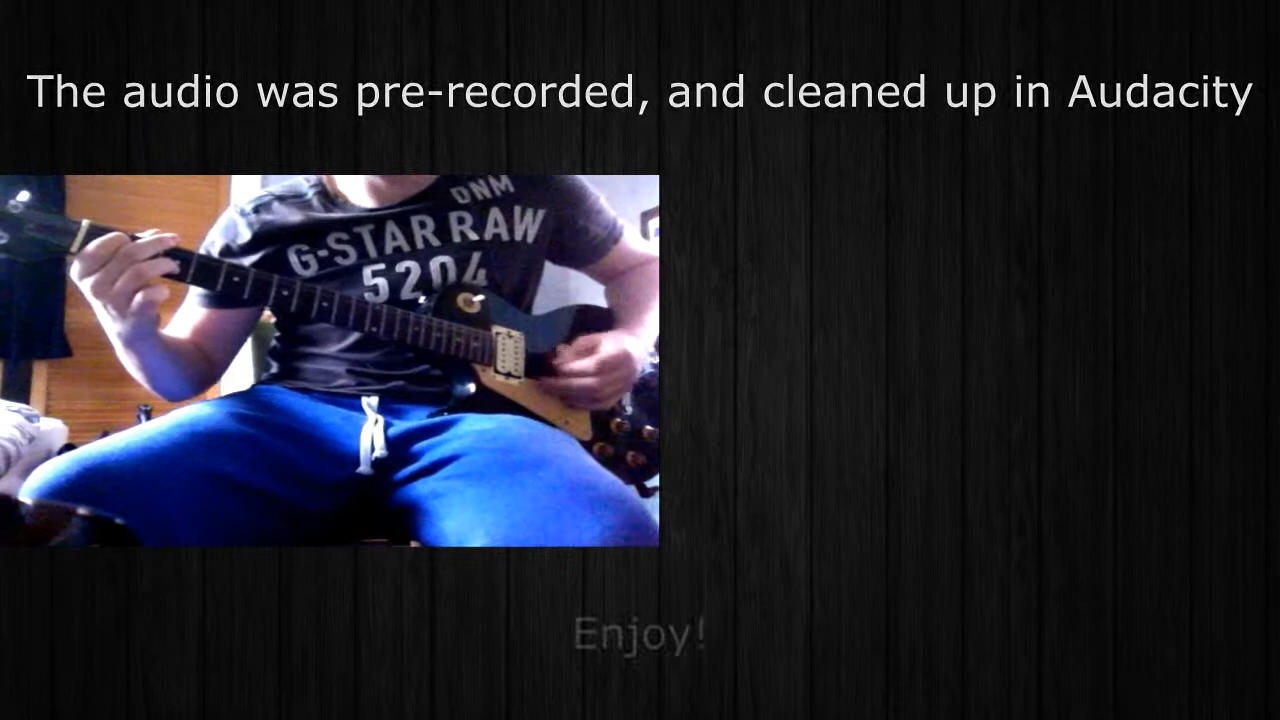 The audio was pre-recorded, and cleaned up in Audacity
DNM
G-STAR RAW
5204
Enjoy!